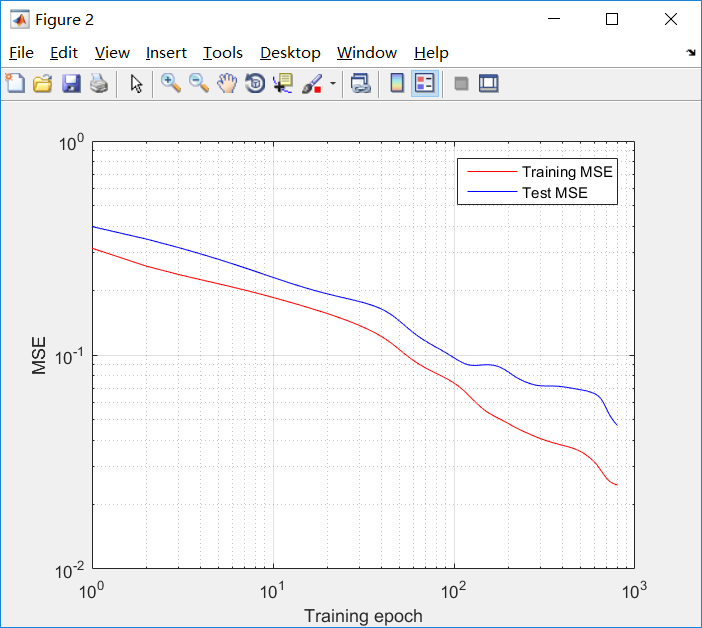 Figure 2
File Edit View Insert Tools Desktop Window Help
10^0
Training MSE
Test MSE
10^-1
MSE
10^-2
10^0 10^1 10^2 10^3
Training epoch